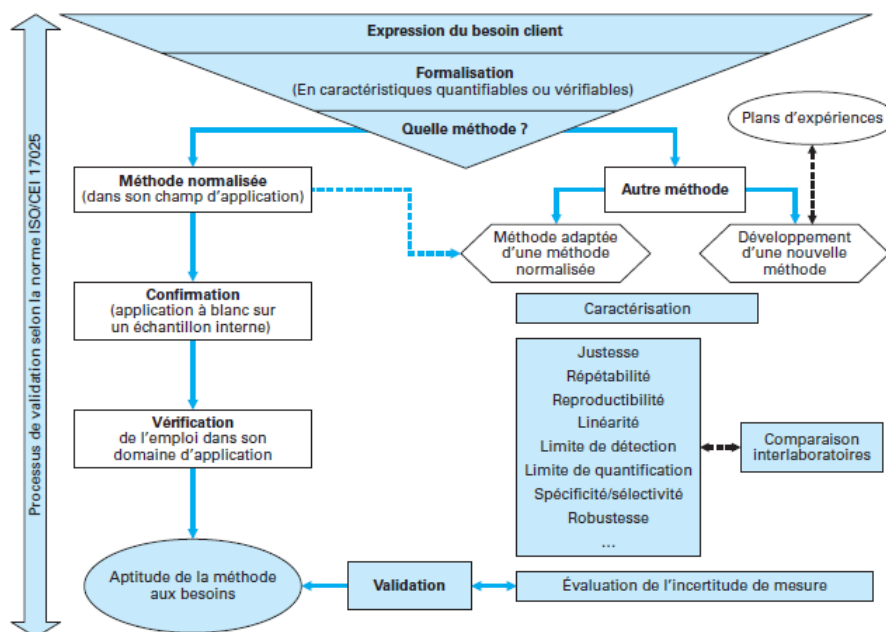 Processus de validation selon la norme ISO/CEI 17025
Expression du besoin client
Formalisation
(En caractéristiques quantifiables ou vérifiables)
Quelle méthode ?
Plans d'expériences
Méthode normalisée
(dans son champ d'application)
Autre méthode
Méthode adaptée
d'une méthode
normalisée
Développement
d'une nouvelle
méthode
Confirmation
(application à blanc sur
un échantillon interne)
Caractérisation
Justesse
Répétabilité
Reproductibilité
Linéarité
Limite de détection
Limite de quantification
Spécificité/sélectivité
Robustesse
...
Comparaison
interlaboratoires
Vérification
de l'emploi dans son
domaine d'application
Aptitude de la méthode
aux besoins
Validation
Évaluation de l'incertitude de mesure